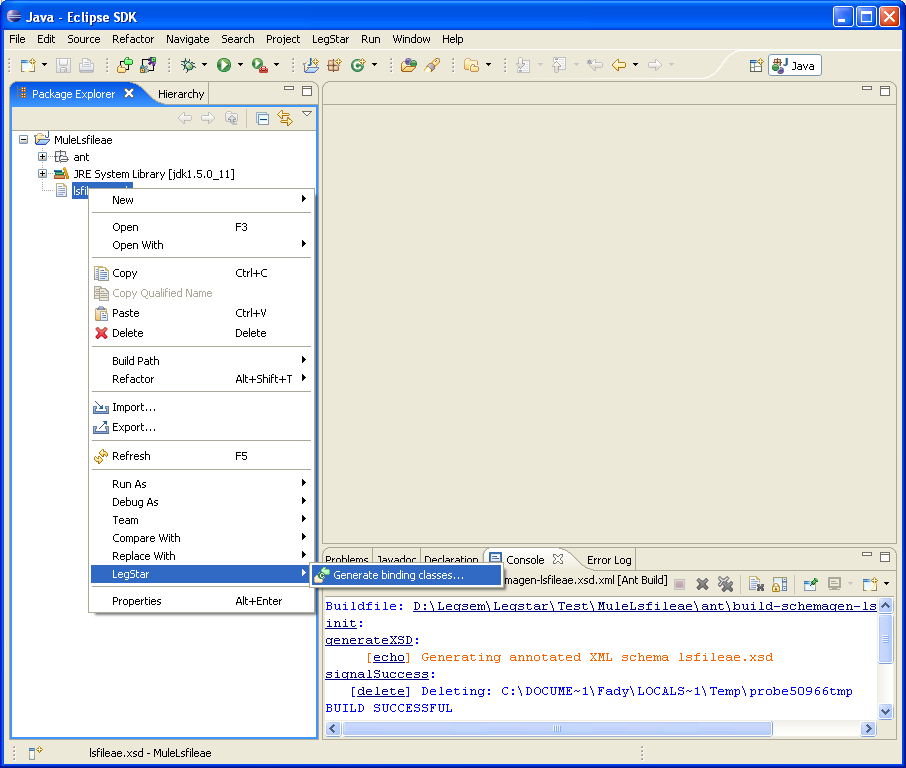 Java - Eclipse SDK
File Edit Source Refactor Navigate Search Project LegStar Run Window Help
Java
Package Explorer Hierarchy
MuleLsfileae
ant
JRE System Library [jdk1.5.0_11]
New
Open F3
Open With
Copy Ctrl+C
Copy Qualified Name
Paste Ctrl+V
Delete Delete
Build Path
Refactor Alt+Shift+T
Import...
Export...
Refresh F5
Run As
Debug As
Team
Compare With
Replace With
LegStar
Generate binding classes...
Properties Alt+Enter
Problems Javadoc Declaration Console Error Log
magen-lsfileae.xsd.xml [Ant Build]
Buildfile: D:\Legsem\Legstar\Test\MuleLsfileae\ant\build-schemagen-ls
init:
generateXSD:
[echo] Generating annotated XML schema lsfileae.xsd
signalSuccess:
[delete] Deleting: C:\DOCUME~1\Fady\LOCALS~1\Temp\probe50966tmp
BUILD SUCCESSFUL
lsfileae.xsd - MuleLsfileae